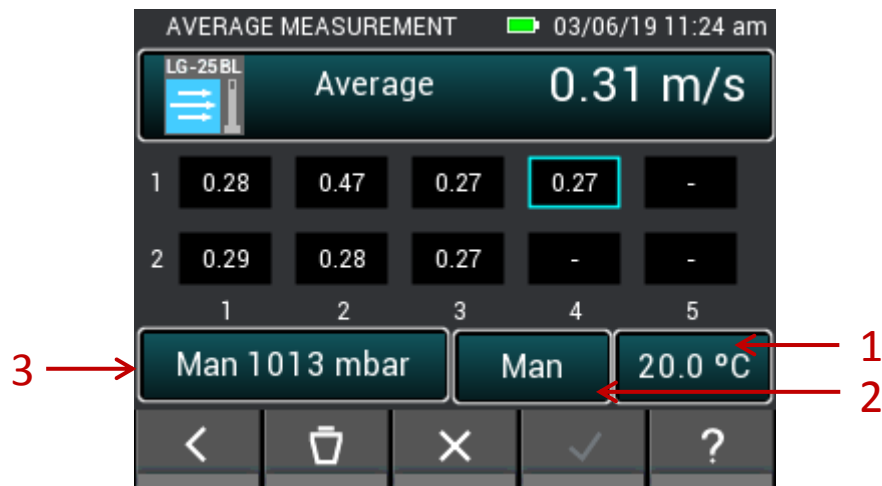 AVERAGE MEASUREMENT 03/06/19 11:24 am
LG-25BL
Average 0.31 m/s
1 0.28 0.47 0.27 0.27 -
2 0.29 0.28 0.27 - -
1 2 3 4 5
Man 1013 mbar Man 20.0 ºC
1
2
3
?